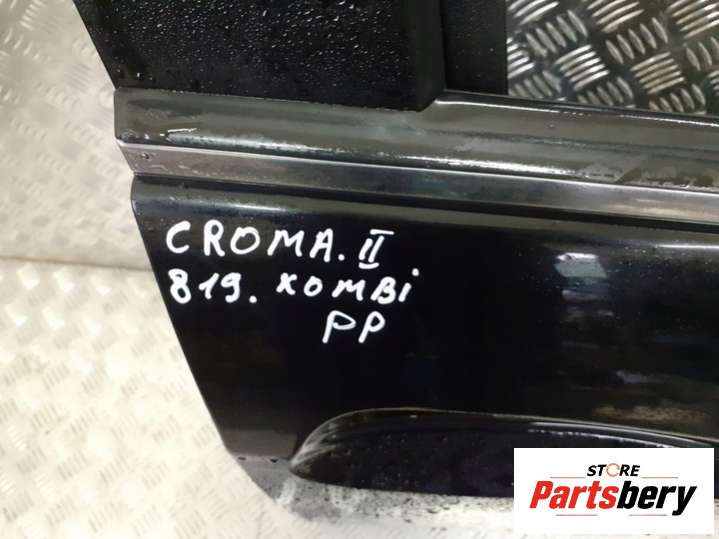 CROMA. II
819. KOMBI
PP
STORE
Partsbery